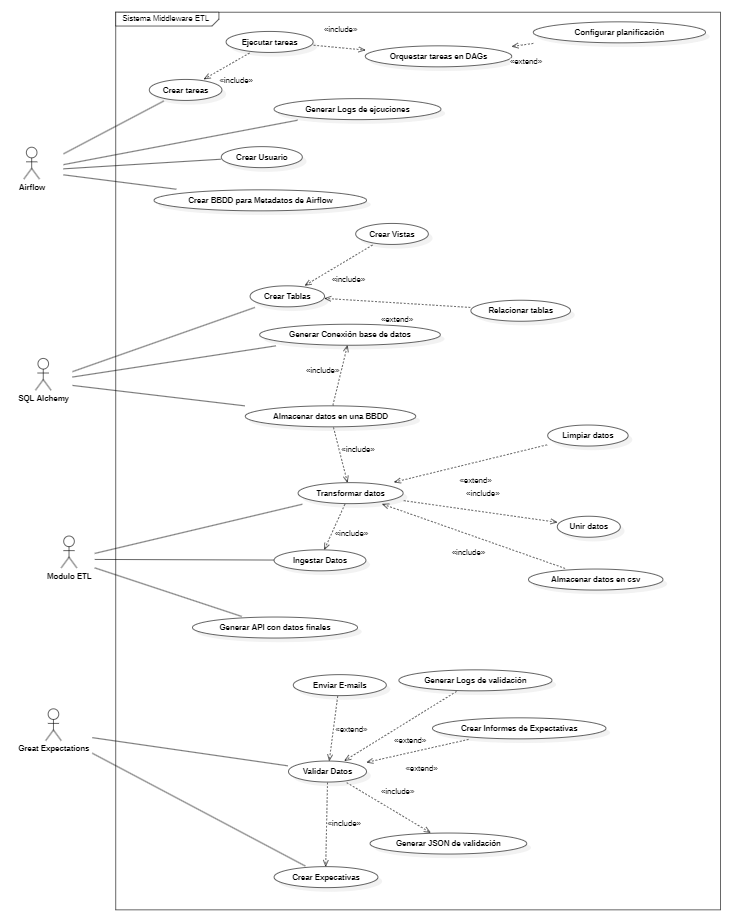 Sistema Middleware ETL
«include»
Configurar planificación
Ejecutar tareas
Orquestar tareas en DAGs
«extend»
«include»
Crear tareas
Generar Logs de ejcuciones
Crear Usuario
Airflow
Crear BBDD para Metadatos de Airflow
Crear Vistas
«include»
Crear Tablas
Relacionar tablas
«extend»
Generar Conexión base de datos
«include»
SQL Alchemy
Almacenar datos en una BBDD
Limpiar datos
«include»
«extend»
Transformar datos
«include»
Unir datos
«include»
«include»
Ingestar Datos
Modulo ETL
Almacenar datos en csv
Generar API con datos finales
Enviar E-mails
Generar Logs de validación
«extend»
Crear Informes de Expectativas
«extend»
Great Expectations
«extend»
Validar Datos
«include»
«include»
Generar JSON de validación
Crear Expecativas